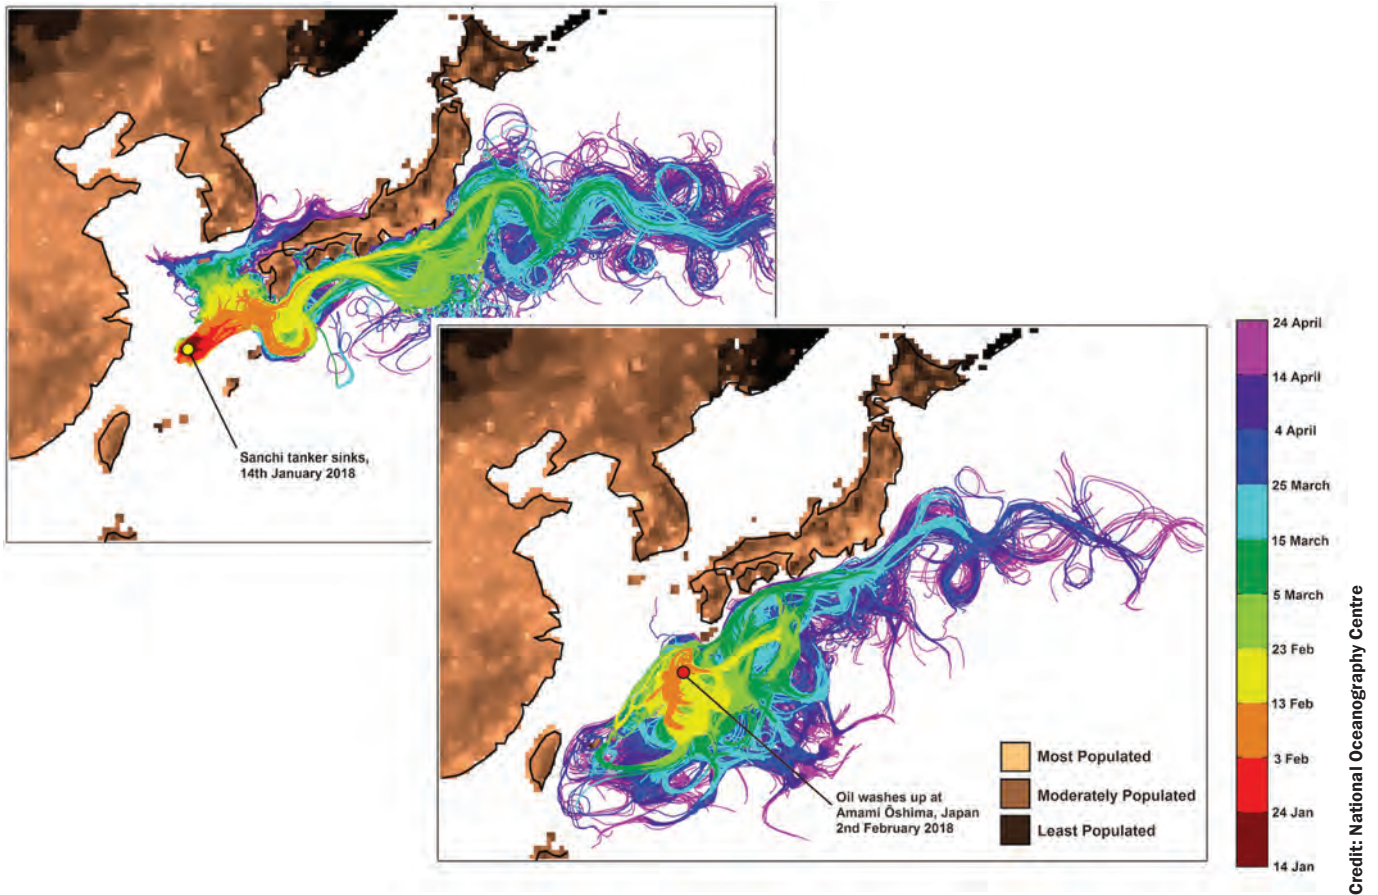 Sanchi tanker sinks,
14th January 2018
Oil washes up at
Amami Ōshima, Japan
2nd February 2018
Most Populated
Moderately Populated
Least Populated
24 April
14 April
4 April
25 March
15 March
5 March
23 Feb
13 Feb
3 Feb
24 Jan
14 Jan
Credit: National Oceanography Centre